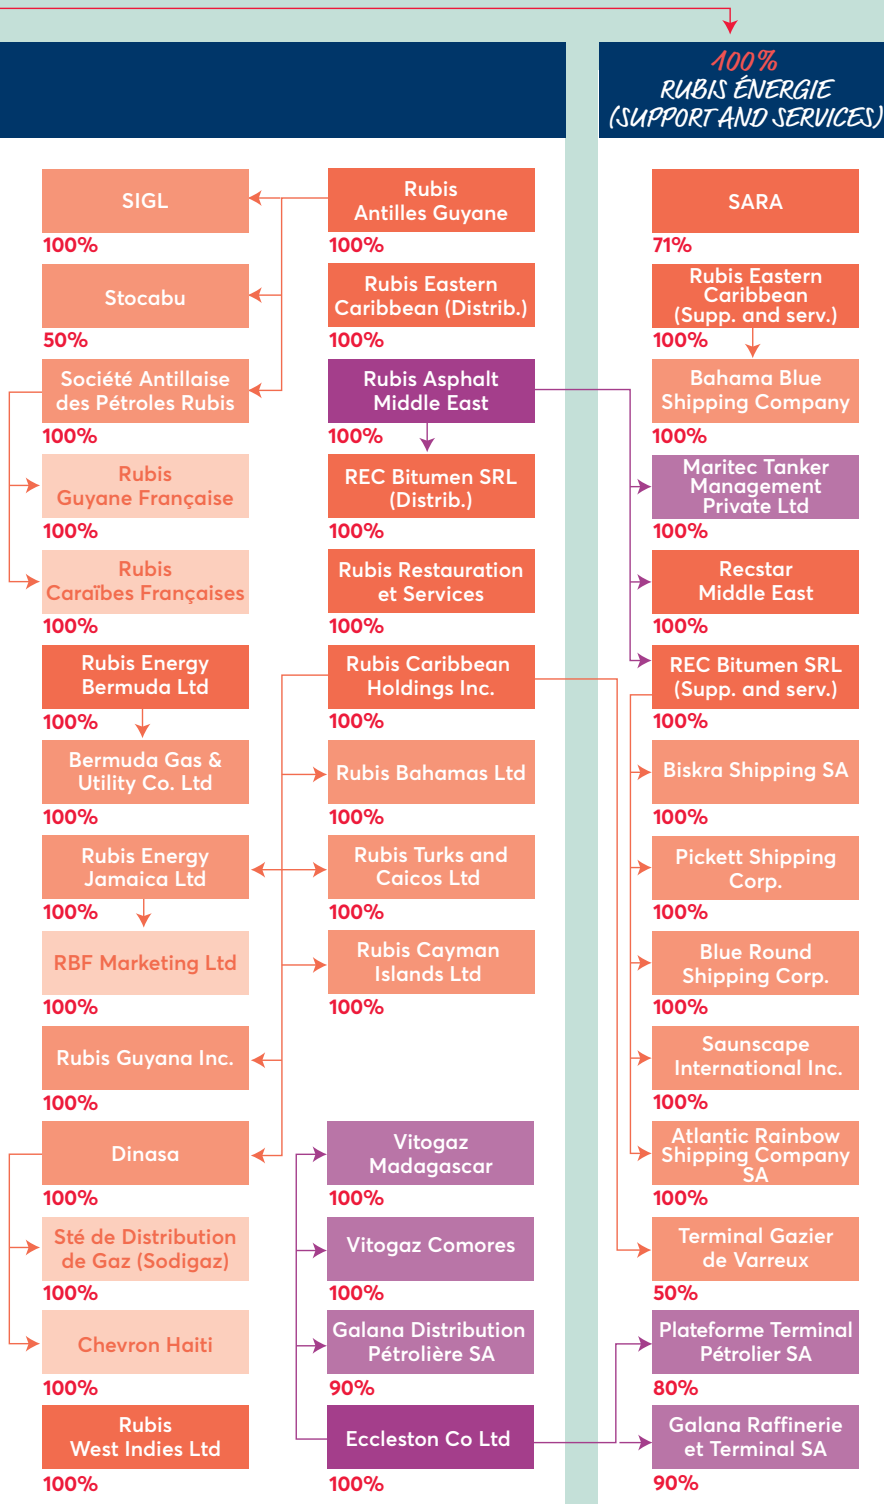 100%
RUBIS ÉNERGIE
(SUPPORT AND SERVICES)
SIGL
100%
Stocabu
50%
Société Antillaise
des Pétroles Rubis
100%
Rubis
Guyane Française
100%
Rubis
Caraïbes Françaises
100%
Rubis Energy
Bermuda Ltd
100%
Bermuda Gas &
Utility Co. Ltd
100%
Rubis Energy
Jamaica Ltd
100%
RBF Marketing Ltd
100%
Rubis Guyana Inc.
100%
Dinasa
100%
Sté de Distribution
de Gaz (Sodigaz)
100%
Chevron Haiti
100%
Rubis
West Indies Ltd
100%
Rubis
Antilles Guyane
100%
Rubis Eastern
Caribbean (Distrib.)
100%
Rubis Asphalt
Middle East
100%
REC Bitumen SRL
(Distrib.)
100%
Rubis Restauration
et Services
100%
Rubis Caribbean
Holdings Inc.
100%
Rubis Bahamas Ltd
100%
Rubis Turks and
Caicos Ltd
100%
Rubis Cayman
Islands Ltd
100%
Vitogaz
Madagascar
100%
Vitogaz Comores
100%
Galana Distribution
Pétrolière SA
90%
Eccleston Co Ltd
100%
SARA
71%
Rubis Eastern
Caribbean
(Supp. and serv.)
100%
Bahama Blue
Shipping Company
100%
Maritec Tanker
Management
Private Ltd
100%
Recstar
Middle East
100%
REC Bitumen SRL
(Supp. and serv.)
100%
Biskra Shipping SA
100%
Pickett Shipping
Corp.
100%
Blue Round
Shipping Corp.
100%
Saunscape
International Inc.
100%
Atlantic Rainbow
Shipping Company
SA
100%
Terminal Gazier
de Varreux
50%
Plateforme Terminal
Pétrolier SA
80%
Galana Raffinerie
et Terminal SA
90%